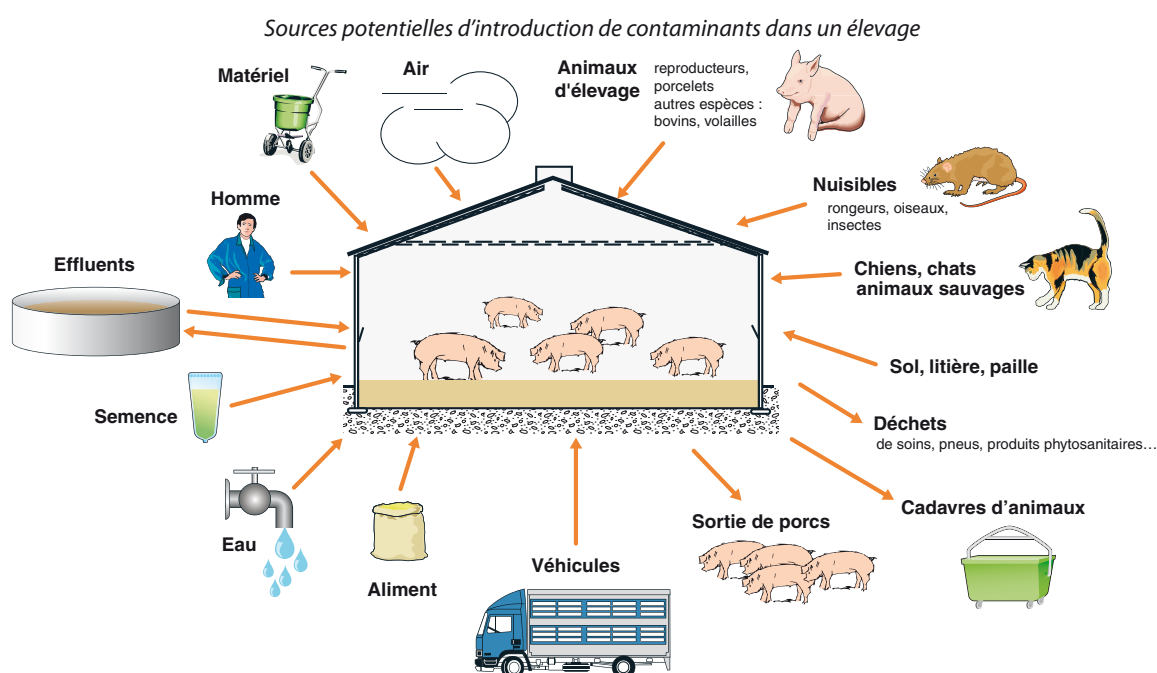 Sources potentielles d'introduction de contaminants dans un élevage
Matériel
Air
Animaux
d'élevage
reproducteurs,
porcelets
autres espèces :
bovins, volailles
Nuisibles
rongeurs, oiseaux,
insectes
Homme
Effluents
Chiens, chats
animaux sauvages
Sol, litière, paille
Semence
Déchets
de soins, pneus, produits phytosanitaires…
Eau
Aliment
Véhicules
Sortie de porcs
Cadavres d'animaux